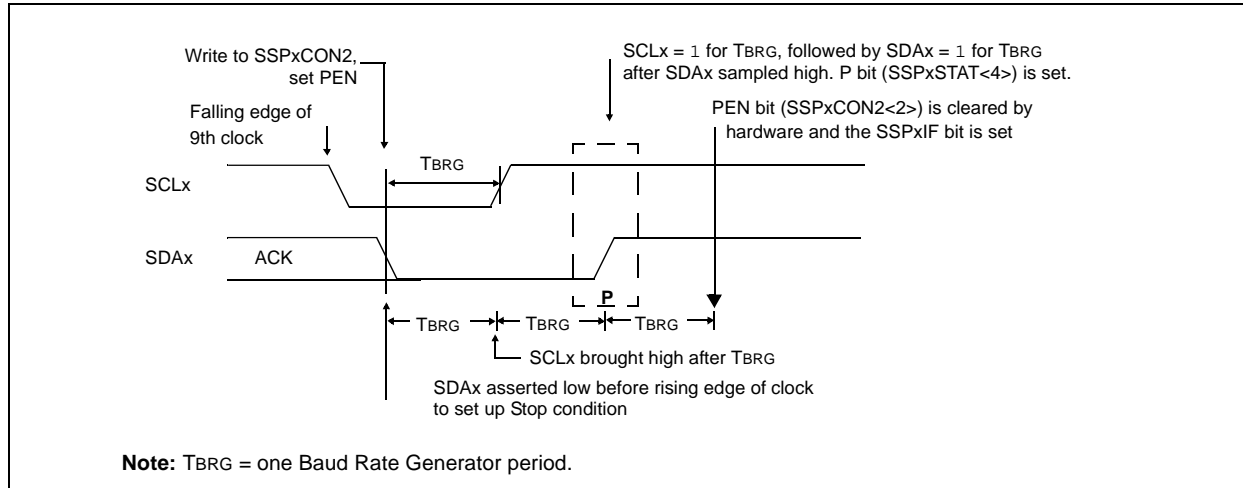 Write to SSPxCON2,
set PEN
SCLx = 1 for TBRG, followed by SDAx = 1 for TBRG
after SDAx sampled high. P bit (SSPxSTAT<4>) is set.
Falling edge of
9th clock
PEN bit (SSPxCON2<2>) is cleared by
hardware and the SSPxIF bit is set
TBRG
SCLx
SDAx
ACK
P
TBRG
TBRG
TBRG
SCLx brought high after TBRG
SDAx asserted low before rising edge of clock
to set up Stop condition
Note: TBRG = one Baud Rate Generator period.